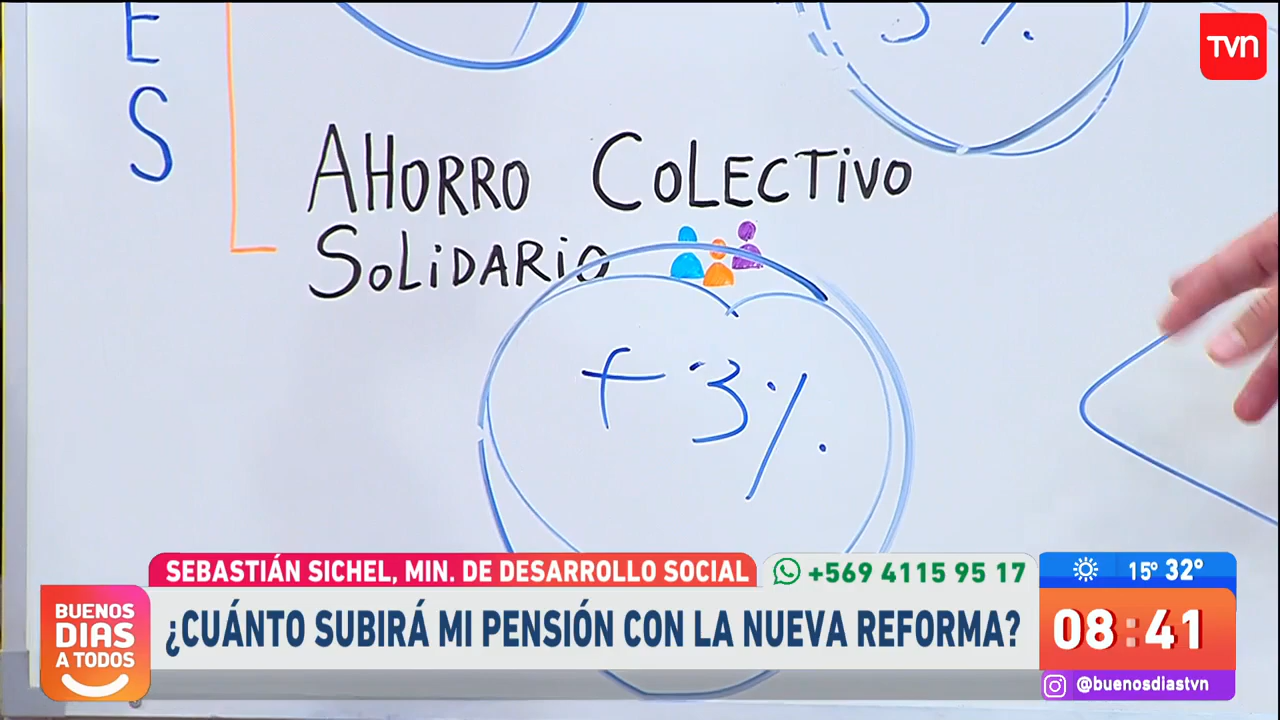 E
S
3%
TVN
AHORRO COLECTIVO
SOLIDARIO
+3%
SEBASTIÁN SICHEL, MIN. DE DESARROLLO SOCIAL
+569 4115 95 17
15° 32°
BUENOS
DIAS
A TODOS
¿CUÁNTO SUBIRÁ MI PENSIÓN CON LA NUEVA REFORMA?
08:41
@buenosdiastvn